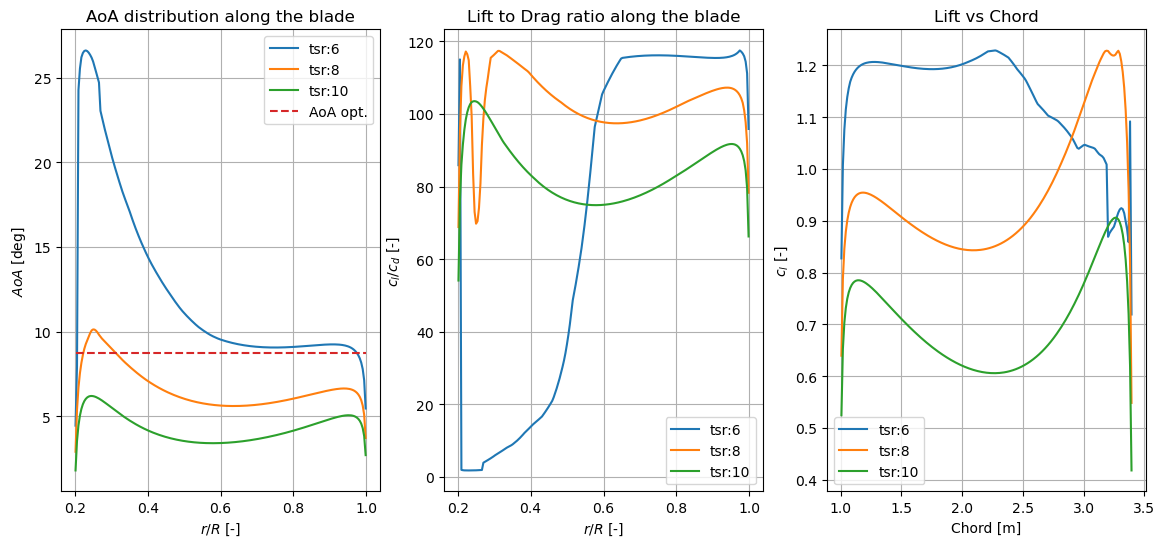 AoA distribution along the blade
AoA [deg]
25
20
15
10
5
0.2 0.4 0.6 0.8 1.0
r/R [-]
tsr:6
tsr:8
tsr:10
AoA opt.
Lift to Drag ratio along the blade
c_l/c_d [-]
120
100
80
60
40
20
0
0.2 0.4 0.6 0.8 1.0
r/R [-]
tsr:6
tsr:8
tsr:10
Lift vs Chord
c_l [-]
1.2
1.1
1.0
0.9
0.8
0.7
0.6
0.5
0.4
1.0 1.5 2.0 2.5 3.0 3.5
Chord [m]
tsr:6
tsr:8
tsr:10